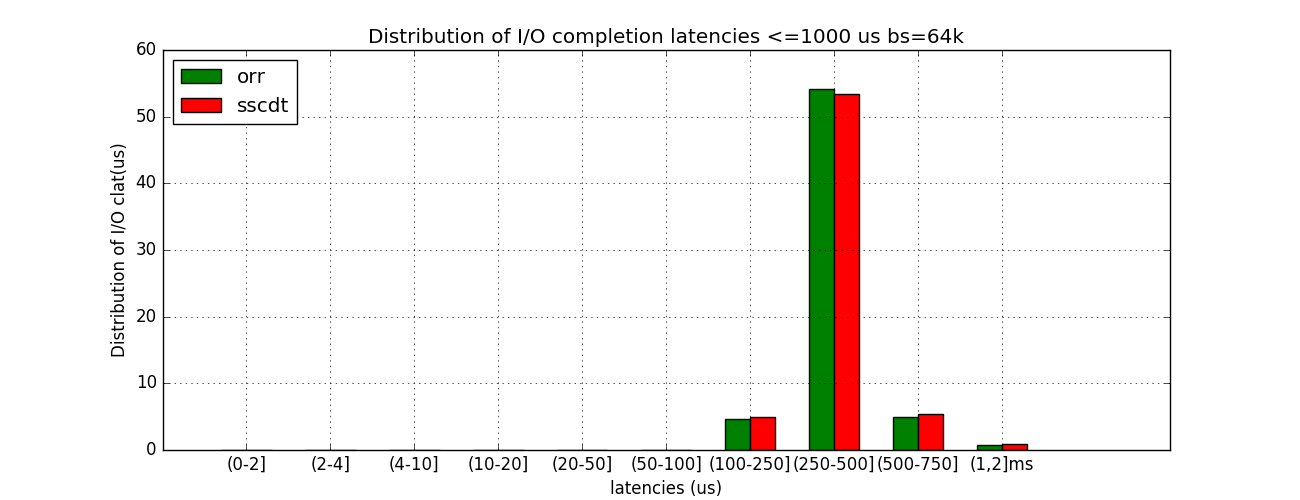 Distribution of I/O completion latencies <=1000 us bs=64k
60
50
40
30
20
10
0
Distribution of I/O clat(us)
orr
sscdt
(0-2] (2-4] (4-10] (10-20] (20-50] (50-100] (100-250] (250-500] (500-750] (1,2]ms
latencies (us)